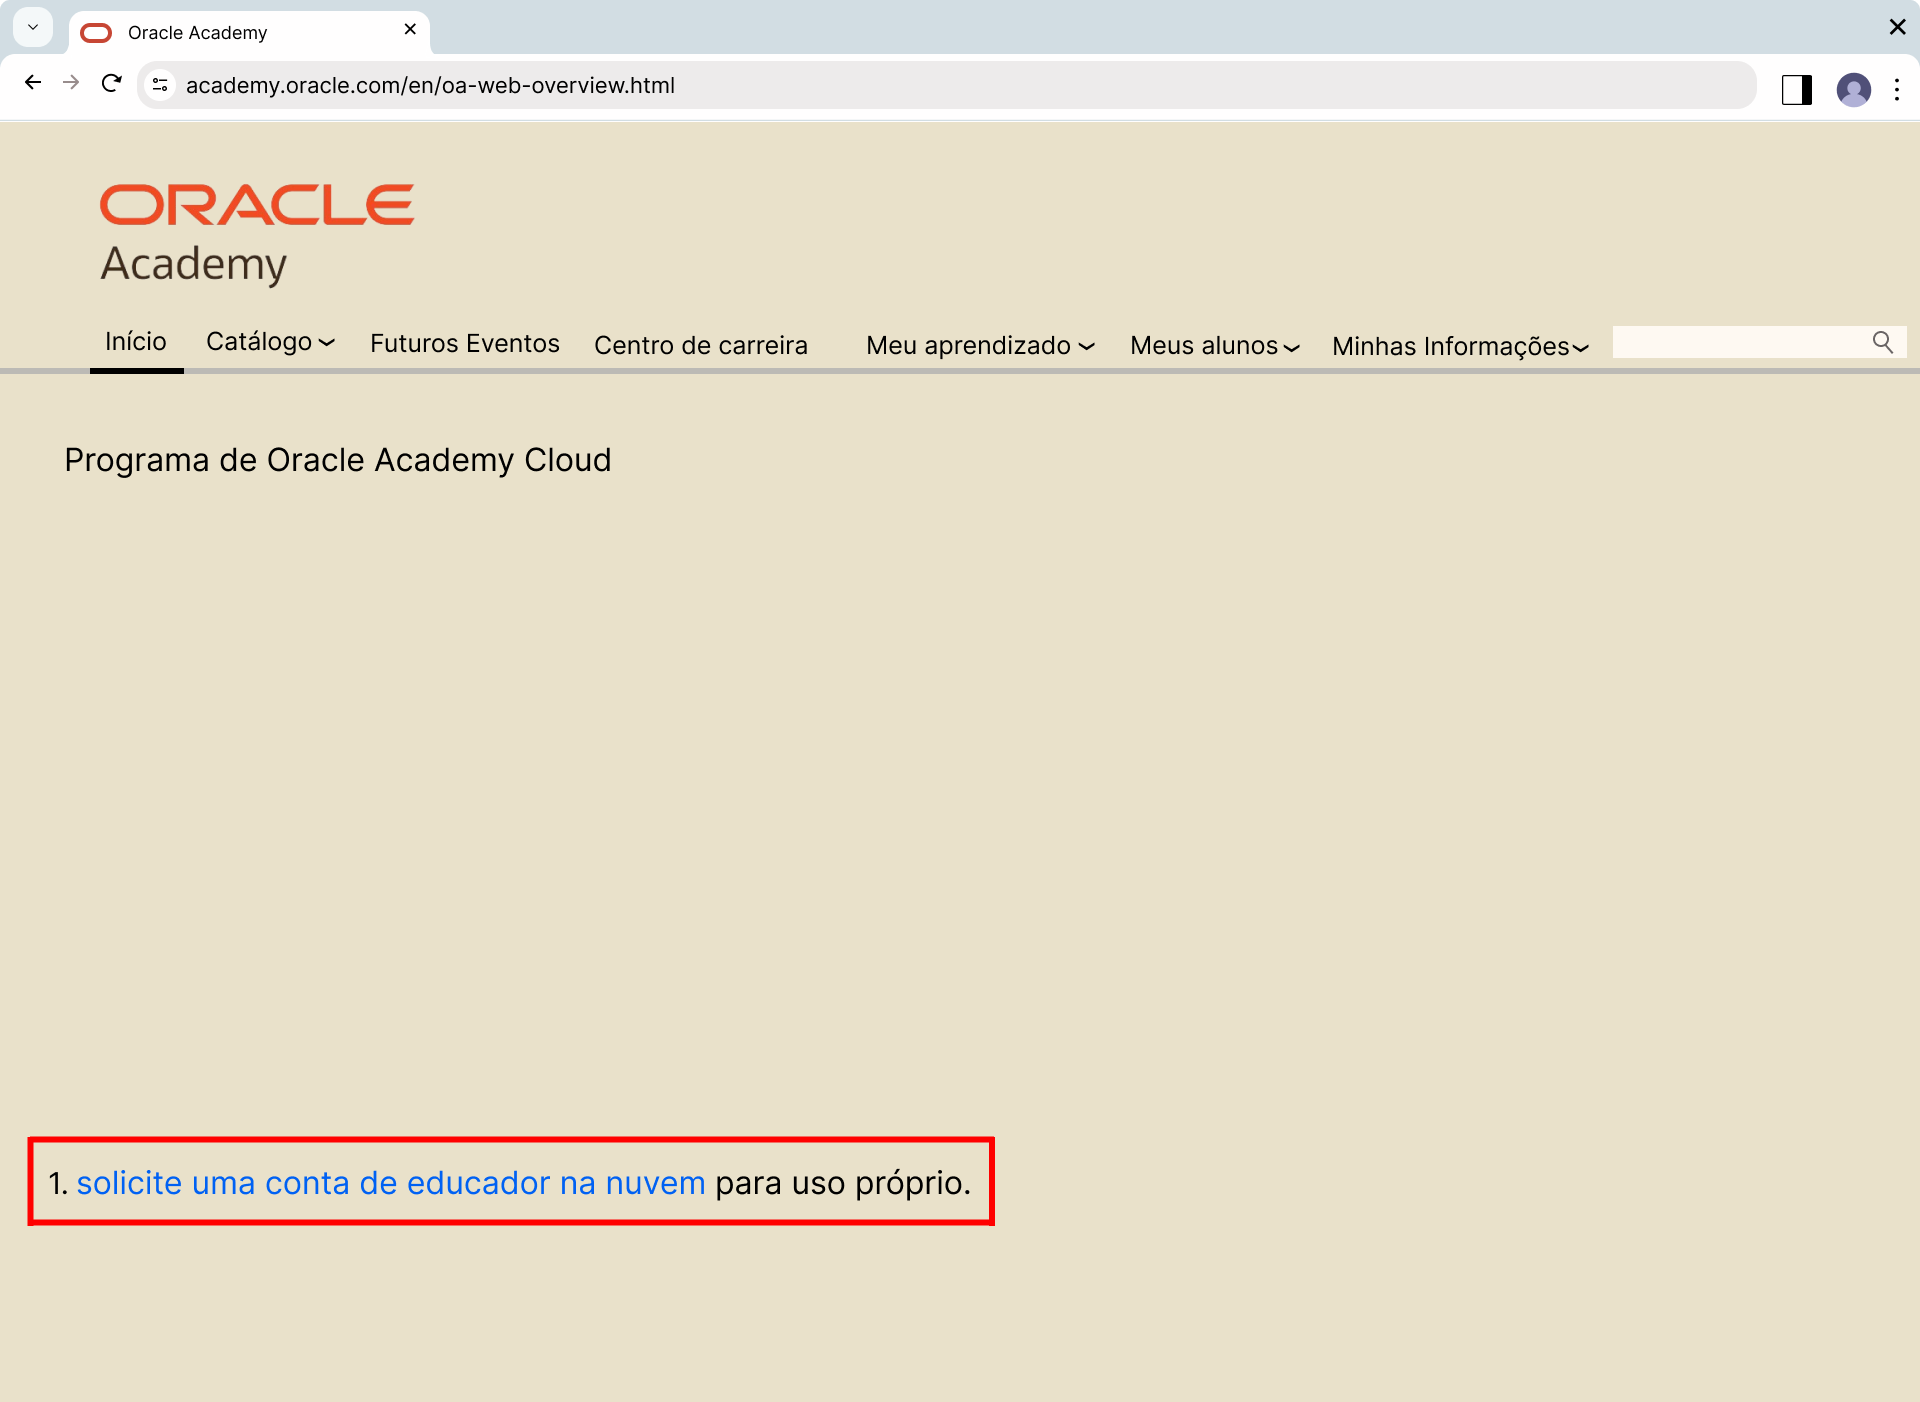 Oracle Academy
academy.oracle.com/en/oa-web-overview.html
ORACLE
Academy
Início Catálogo Futuros Eventos Centro de carreira Meu aprendizado Meus alunos Minhas Informações
Programa de Oracle Academy Cloud
1. solicite uma conta de educador na nuvem para uso próprio.